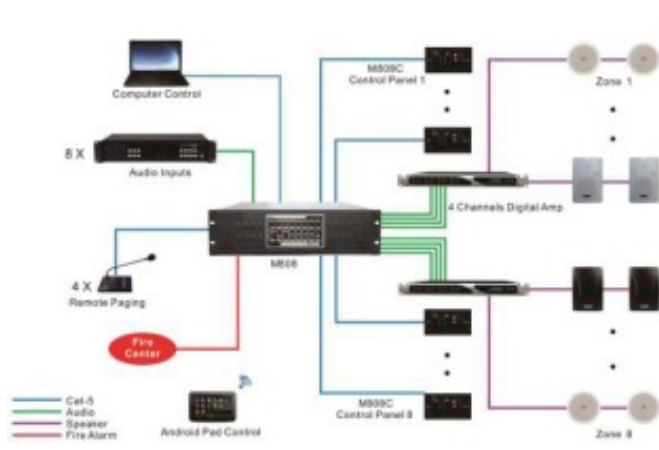 Computer Control
8 X
Audio Inputs
M808
4 X
Remote Paging
Fire
Center
Android Pad Control
Cat-5
Audio
Speaker
Fire Alarm
M808C
Control Panel 1
4 Channels Digital Amp
M808C
Control Panel 8
Zone 1
Zone 8